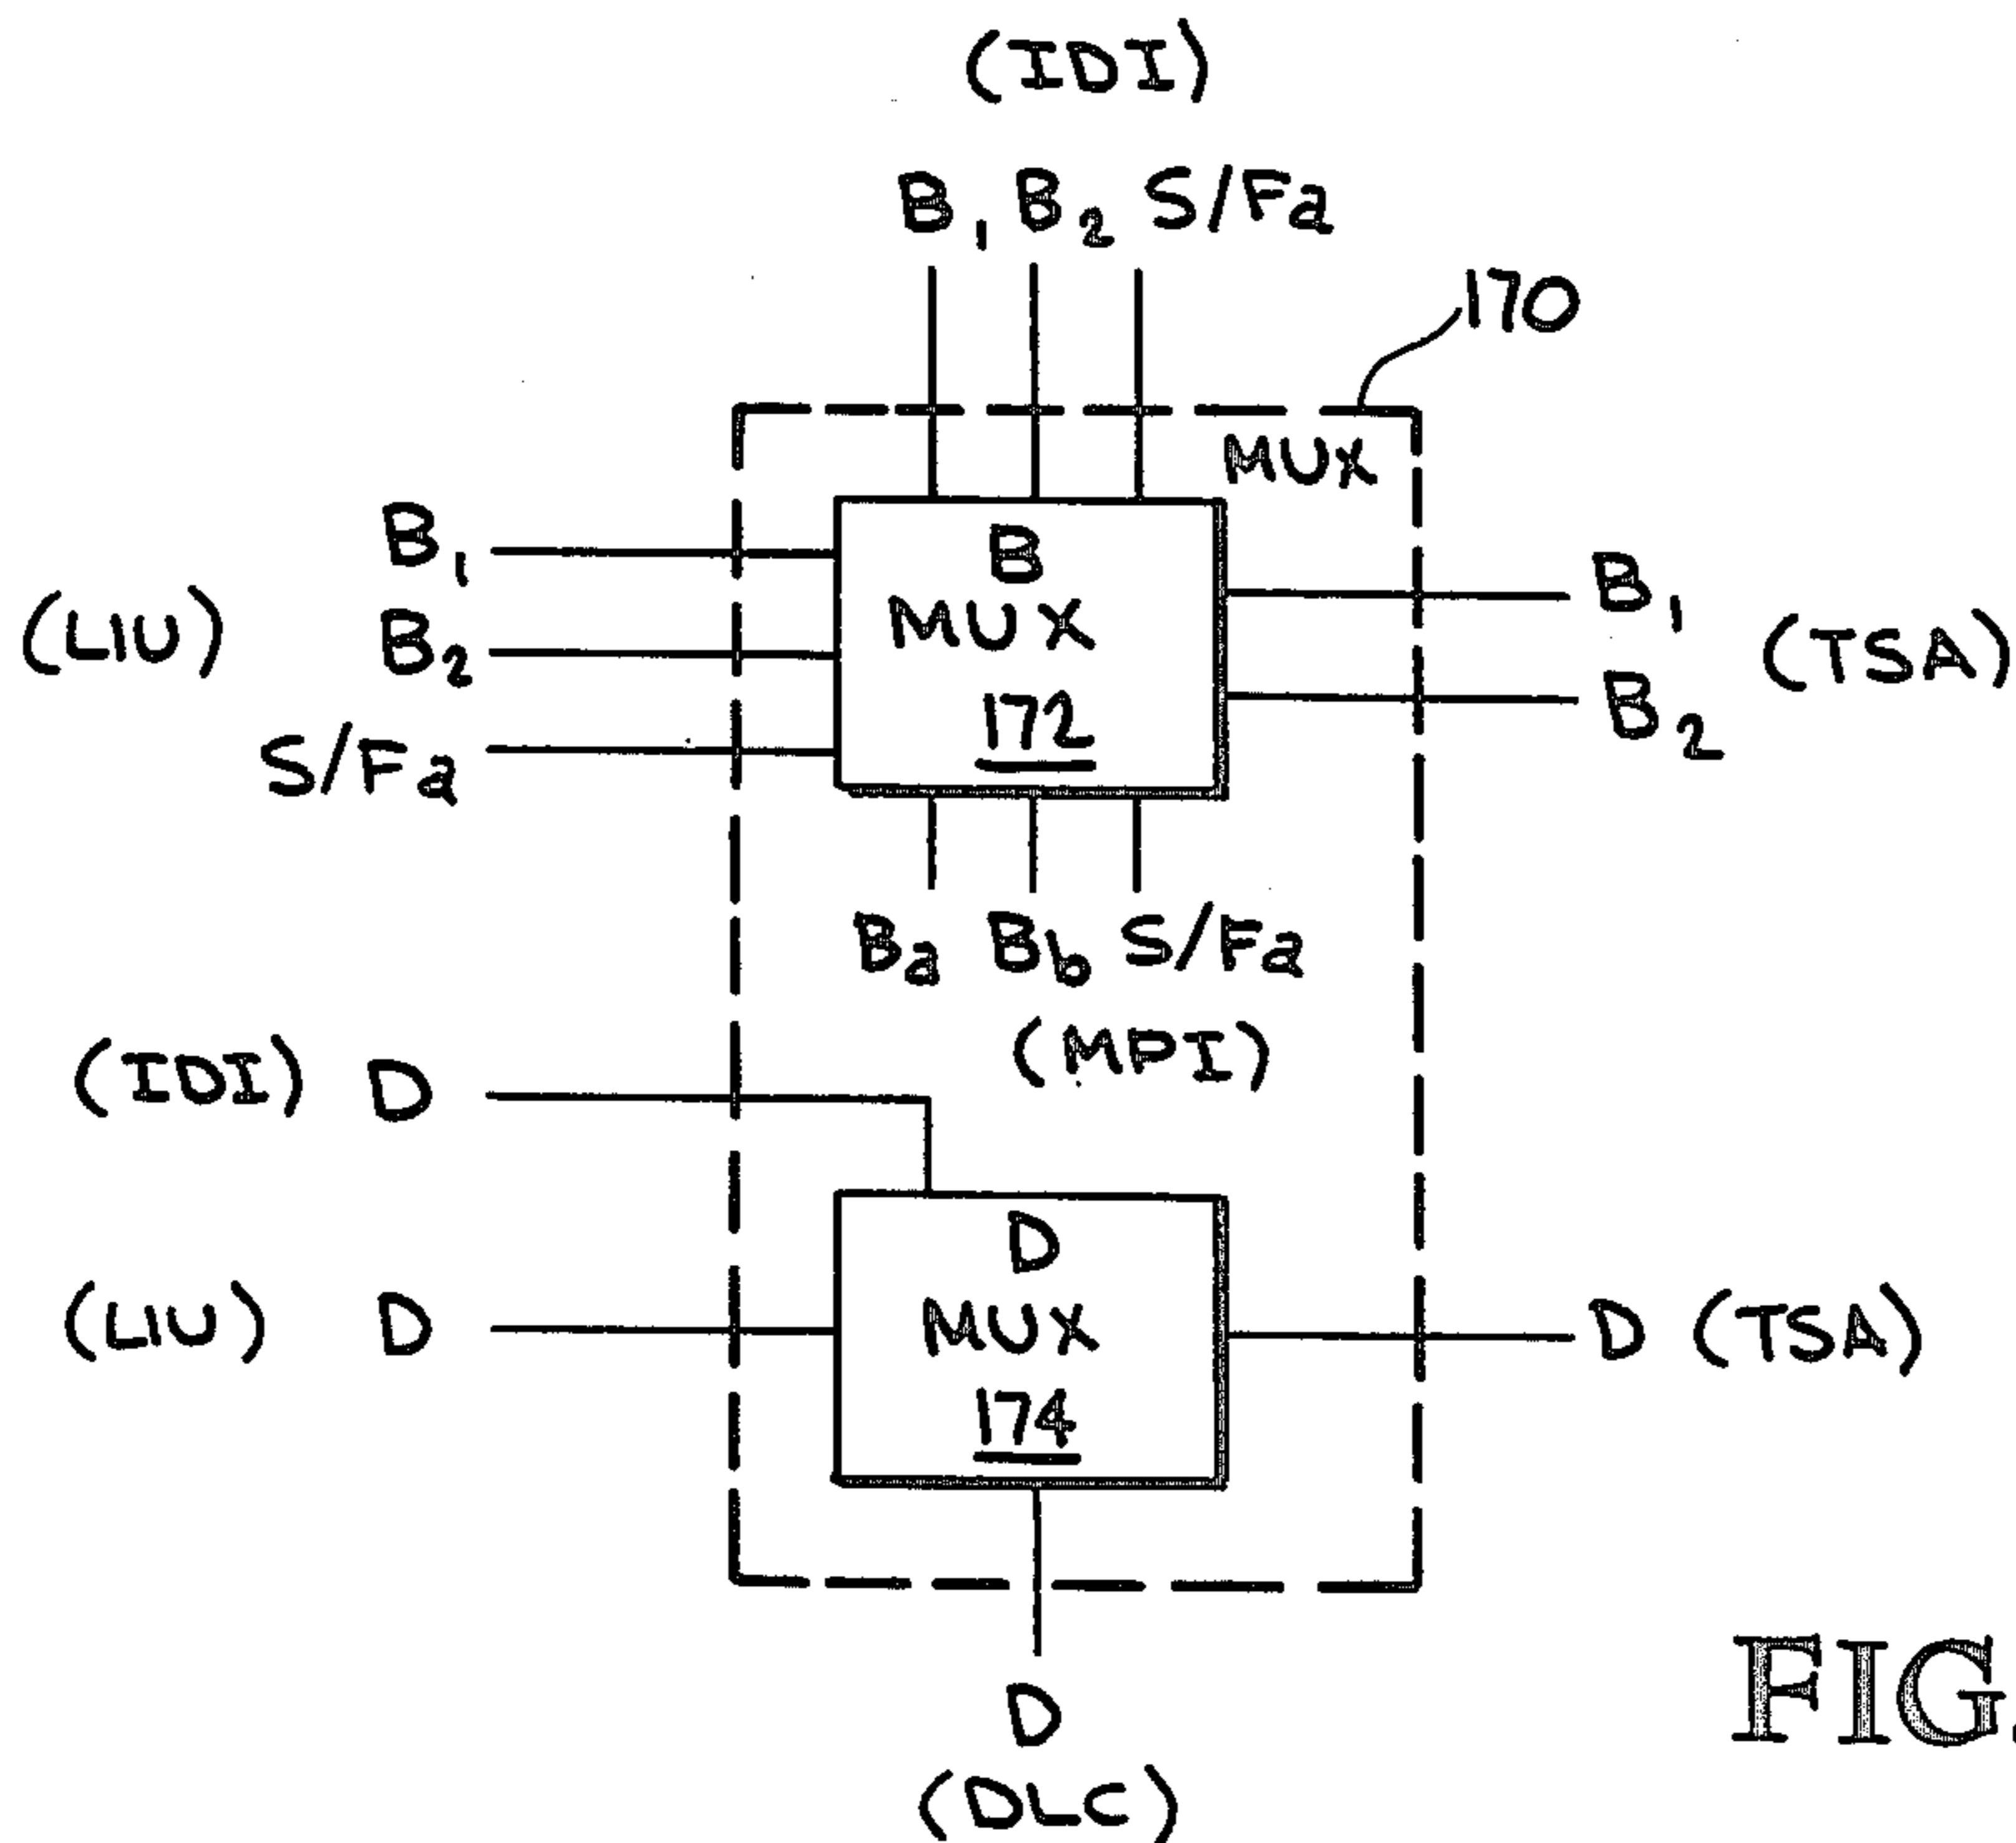 (IDI)
B1 B2 S/Fa
170
MUX
B1
B2
S/Fa
(LIU)
B
MUX
172
B1
B2
(TSA)
Ba Bb S/Fa
(MPI)
(IDI) D
(LIU) D
D
MUX
174
D (TSA)
D
(DLC)
FIG.